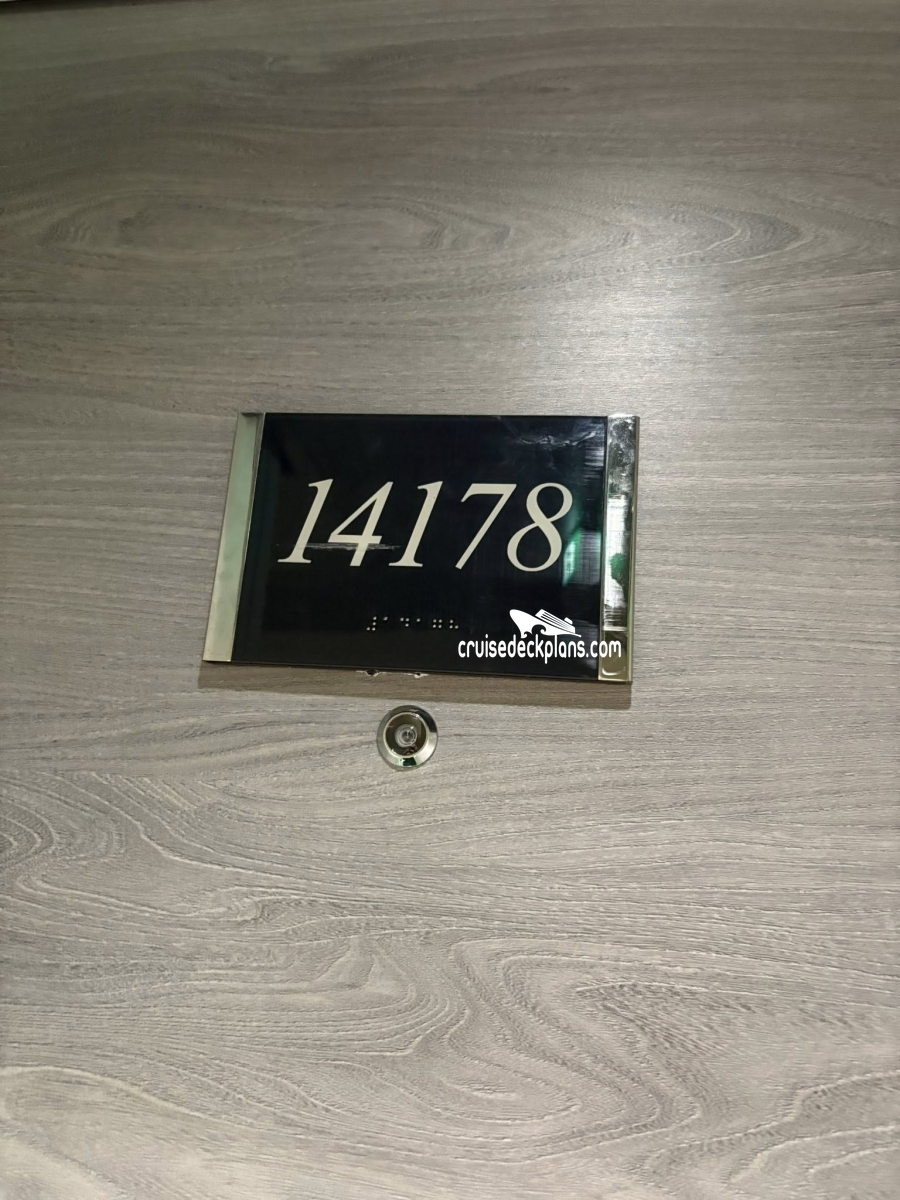 14178
⠼⠁⠙⠁⠛⠓
cruisedeckplans.com